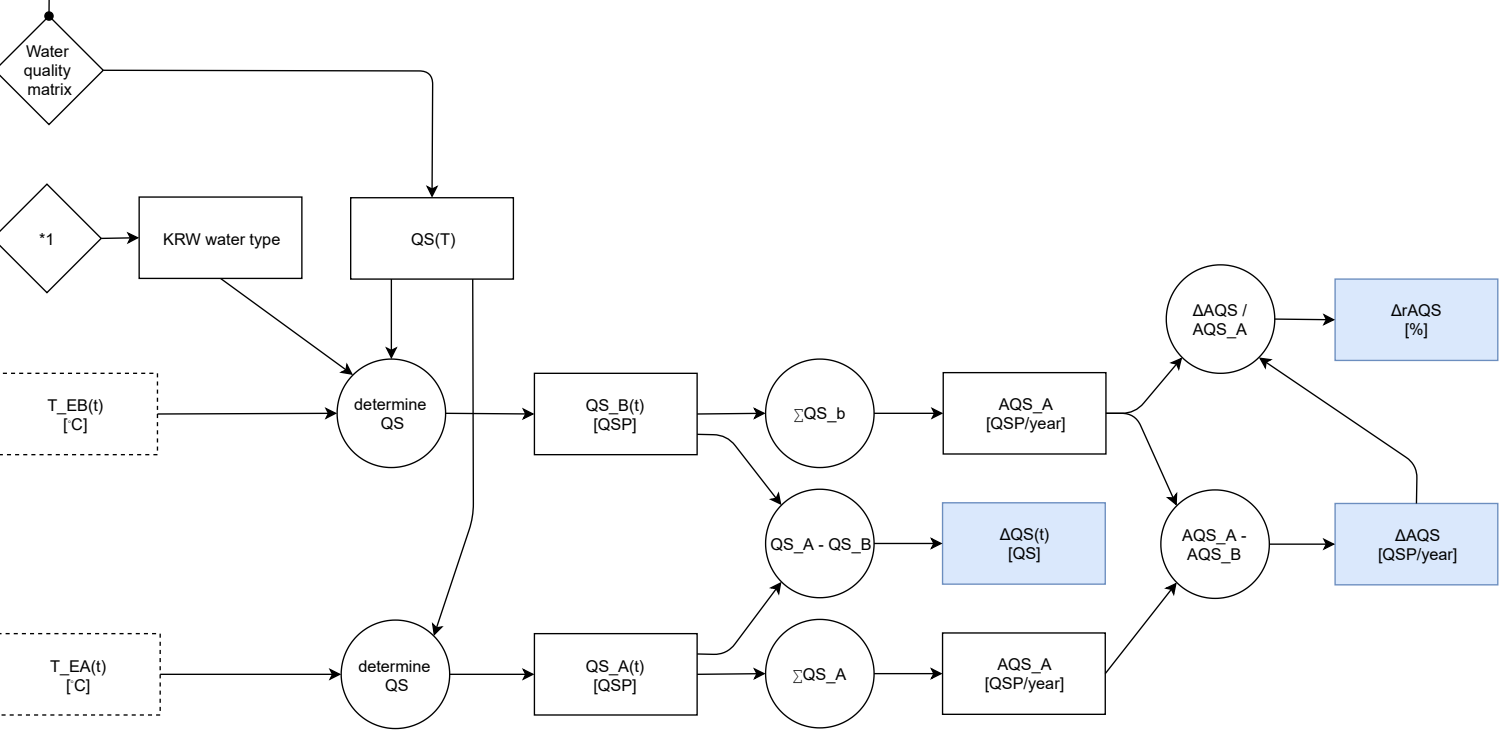 Water
quality
matrix
*1
KRW water type
QS(T)
ΔAQS /
AQS_A
ΔrAQS
[%]
T_EB(t)
[°C]
determine
QS
QS_B(t)
[QSP]
∑QS_b
AQS_A
[QSP/year]
QS_A - QS_B
ΔQS(t)
[QS]
AQS_A -
AQS_B
ΔAQS
[QSP/year]
T_EA(t)
[°C]
determine
QS
QS_A(t)
[QSP]
∑QS_A
AQS_A
[QSP/year]